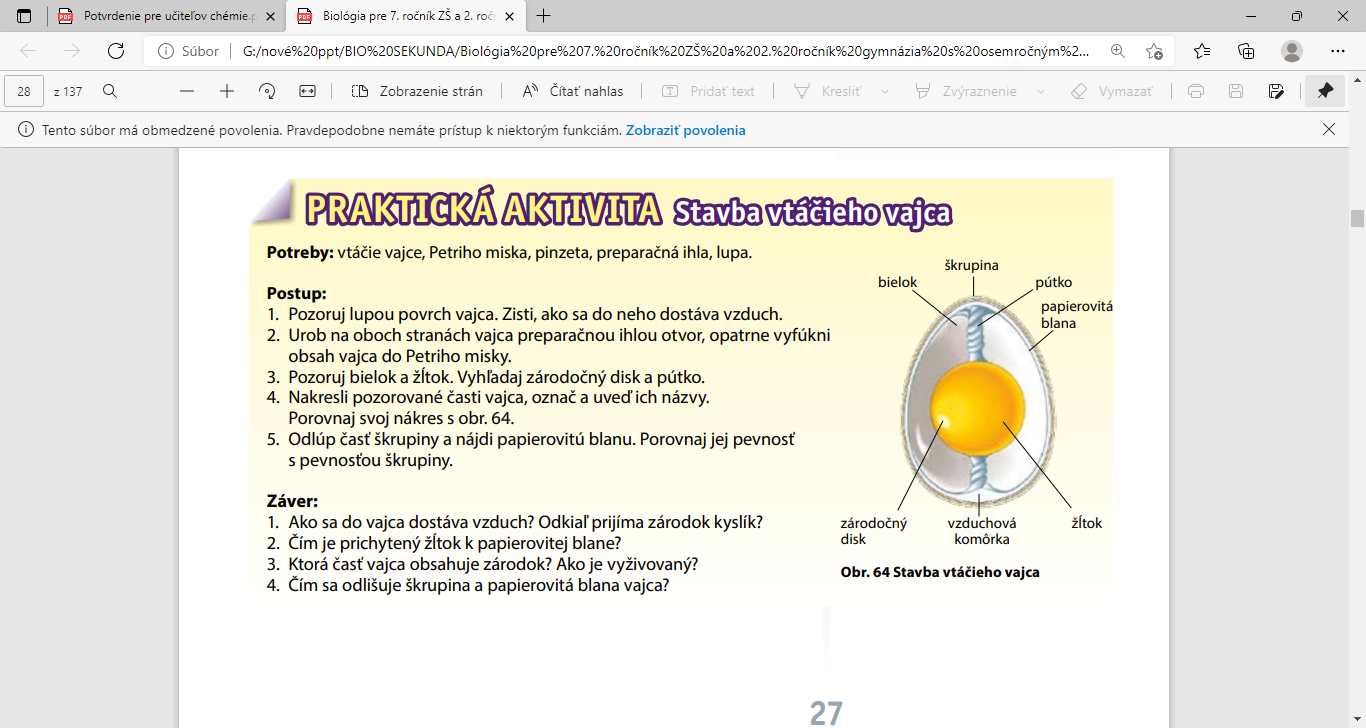 Potvrdenie pre učiteľov chémie.p
Biológia pre 7. ročník ZŠ a 2. roč
Súbor
G:/nové%20ppt/BIO%20SEKUNDA/Biológia%20pre%207.%20ročník%20ZŠ%20a%202.%20ročník%20gymnázia%20s%20osemročným%2...
28
z 137
Zobrazenie strán
Čítať nahlas
Pridať text
Kresliť
Zvýraznenie
Vymazať
Tento súbor má obmedzené povolenia. Pravdepodobne nemáte prístup k niektorým funkciám. Zobraziť povolenia
PRAKTICKÁ AKTIVITA Stavba vtáčieho vajca
Potreby: vtáčie vajce, Petriho miska, pinzeta, preparačná ihla, lupa.
Postup:
1. Pozoruj lupou povrch vajca. Zisti, ako sa do neho dostáva vzduch.
2. Urob na oboch stranách vajca preparačnou ihlou otvor, opatrne vyfúkni
obsah vajca do Petriho misky.
3. Pozoruj bielok a žĺtok. Vyhľadaj zárodočný disk a pútko.
4. Nakresli pozorované časti vajca, označ a uveď ich názvy.
Porovnaj svoj nákres s obr. 64.
5. Odlúp časť škrupiny a nájdi papierovitú blanu. Porovnaj jej pevnosť
s pevnosťou škrupiny.
Záver:
1. Ako sa do vajca dostáva vzduch? Odkiaľ prijíma zárodok kyslík?
2. Čím je prichytený žĺtok k papierovitej blane?
3. Ktorá časť vajca obsahuje zárodok? Ako je vyživovaný?
4. Čím sa odlišuje škrupina a papierovitá blana vajca?
škrupina
bielok
pútko
papierovitá
blana
zárodočný
disk
vzduchová
komôrka
žĺtok
Obr. 64 Stavba vtáčieho vajca
27